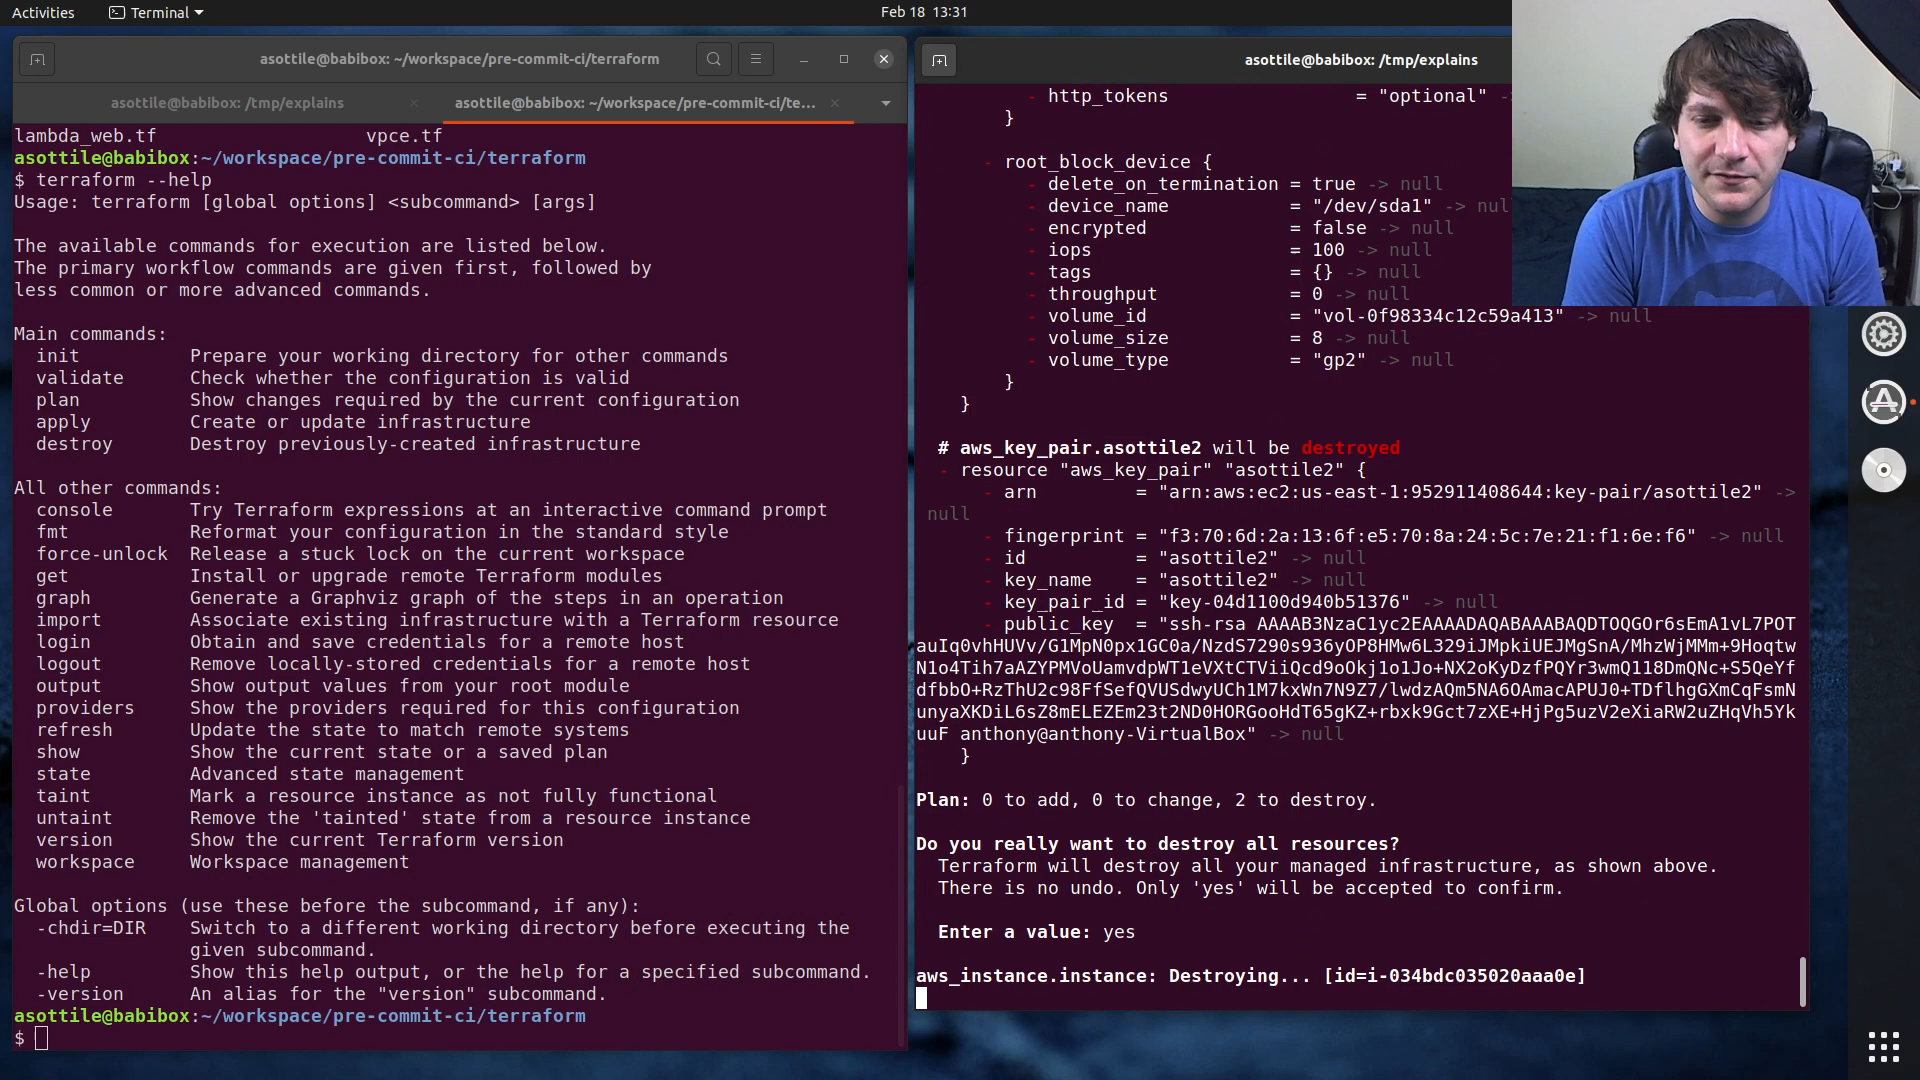 Activities
Terminal
Feb 18 13:31
asottile@babibox: ~/workspace/pre-commit-ci/terraform
asottile@babibox: /tmp/explains
asottile@babibox: ~/workspace/pre-commit-ci/te...
lambda_web.tf vpce.tf
asottile@babibox:~/workspace/pre-commit-ci/terraform
$ terraform --help
Usage: terraform [global options] <subcommand> [args]
The available commands for execution are listed below.
The primary workflow commands are given first, followed by
less common or more advanced commands.
Main commands:
init Prepare your working directory for other commands
validate Check whether the configuration is valid
plan Show changes required by the current configuration
apply Create or update infrastructure
destroy Destroy previously-created infrastructure
All other commands:
console Try Terraform expressions at an interactive command prompt
fmt Reformat your configuration in the standard style
force-unlock Release a stuck lock on the current workspace
get Install or upgrade remote Terraform modules
graph Generate a Graphviz graph of the steps in an operation
import Associate existing infrastructure with a Terraform resource
login Obtain and save credentials for a remote host
logout Remove locally-stored credentials for a remote host
output Show output values from your root module
providers Show the providers required for this configuration
refresh Update the state to match remote systems
show Show the current state or a saved plan
state Advanced state management
taint Mark a resource instance as not fully functional
untaint Remove the 'tainted' state from a resource instance
version Show the current Terraform version
workspace Workspace management
Global options (use these before the subcommand, if any):
-chdir=DIR Switch to a different working directory before executing the
given subcommand.
-help Show this help output, or the help for a specified subcommand.
-version An alias for the "version" subcommand.
asottile@babibox:~/workspace/pre-commit-ci/terraform
$
asottile@babibox: /tmp/explains
- http_tokens = "optional" -
}
- root_block_device {
- delete_on_termination = true -> null
- device_name = "/dev/sda1" -> nul
- encrypted = false -> null
- iops = 100 -> null
- tags = {} -> null
- throughput = 0 -> null
- volume_id = "vol-0f98334c12c59a413" -> null
- volume_size = 8 -> null
- volume_type = "gp2" -> null
}
}
# aws_key_pair.asottile2 will be destroyed
- resource "aws_key_pair" "asottile2" {
- arn = "arn:aws:ec2:us-east-1:952911408644:key-pair/asottile2" ->
null
- fingerprint = "f3:70:6d:2a:13:6f:e5:70:8a:24:5c:7e:21:f1:6e:f6" -> null
- id = "asottile2" -> null
- key_name = "asottile2" -> null
- key_pair_id = "key-04d1100d940b51376" -> null
- public_key = "ssh-rsa AAAAB3NzaC1yc2EAAAADAQABAAABAQDTOQGOr6sEmA1vL7POT
auIq0vhHUVv/G1MpN0px1GC0a/NzdS7290s936yOP8HMw6L329iJMpkiUEJMgSnA/MhzWjMMm+9Hoqtw
N1o4Tih7aAZYPMVoUamvdpWT1eVXtCTViiQcd9oOkj1o1Jo+NX2oKyDzfPQYr3wmQ118DmQNc+S5QeYf
dfbbO+RzThU2c98FfSefQVUSdwyUCh1M7kxWn7N9Z7/lwdzAQm5NA6OAmacAPUJ0+TDflhgGXmCqFsmN
unyaXKDiL6sZ8mELEZEm23t2ND0HORGooHdT65gKZ+rbxk9Gct7zXE+HjPg5uzV2eXiaRW2uZHqVh5Yk
uuF anthony@anthony-VirtualBox" -> null
}
Plan: 0 to add, 0 to change, 2 to destroy.
Do you really want to destroy all resources?
Terraform will destroy all your managed infrastructure, as shown above.
There is no undo. Only 'yes' will be accepted to confirm.
Enter a value: yes
aws_instance.instance: Destroying... [id=i-034bdc035020aaa0e]